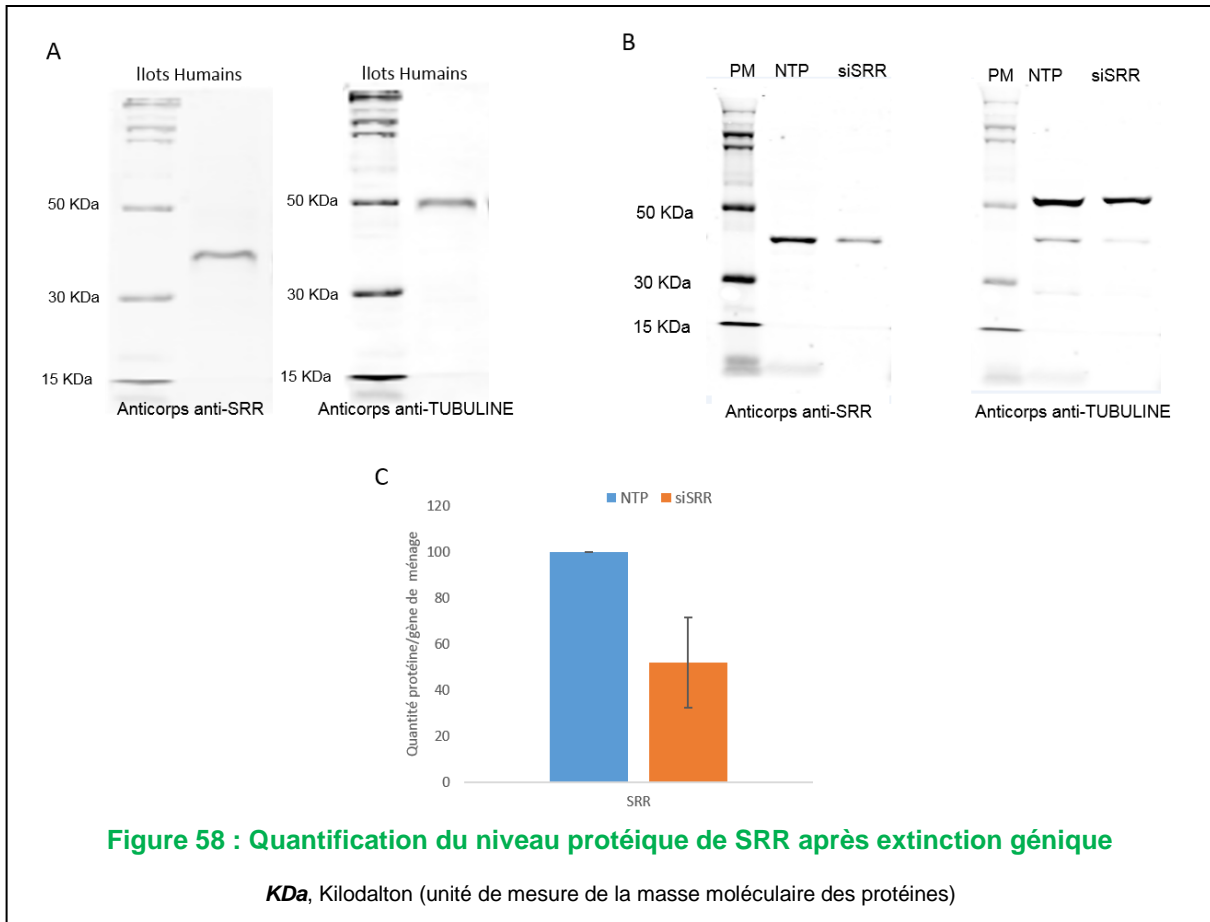 A
Ilots Humains
Ilots Humains
50 KDa
30 KDa
15 KDa
50 KDa
30 KDa
15 KDa
Anticorps anti-SRR
Anticorps anti-TUBULINE
B
PM NTP siSRR
PM NTP siSRR
50 KDa
30 KDa
15 KDa
Anticorps anti-SRR
Anticorps anti-TUBULINE
C
NTP siSRR
Quantité protéine/gène de ménage
120
100
80
60
40
20
0
SRR
Figure 58 : Quantification du niveau protéique de SRR après extinction génique
KDa, Kilodalton (unité de mesure de la masse moléculaire des protéines)